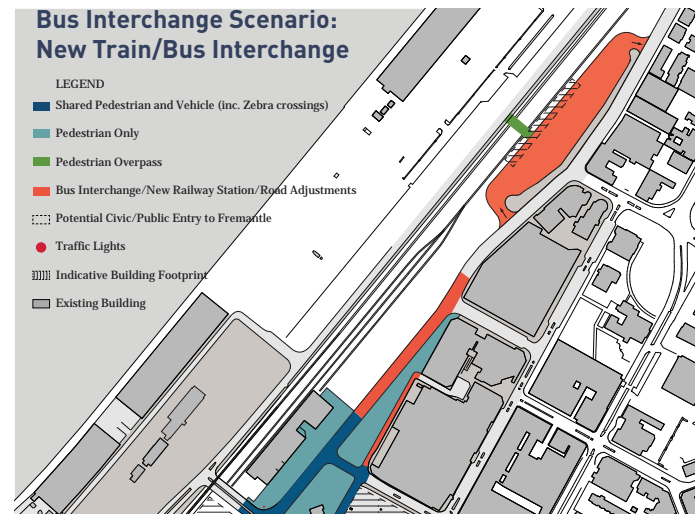 Bus Interchange Scenario:
New Train/Bus Interchange
LEGEND
Shared Pedestrian and Vehicle (inc. Zebra crossings)
Pedestrian Only
Pedestrian Overpass
Bus Interchange/New Railway Station/Road Adjustments
Potential Civic/Public Entry to Fremantle
Traffic Lights
Indicative Building Footprint
Existing Building